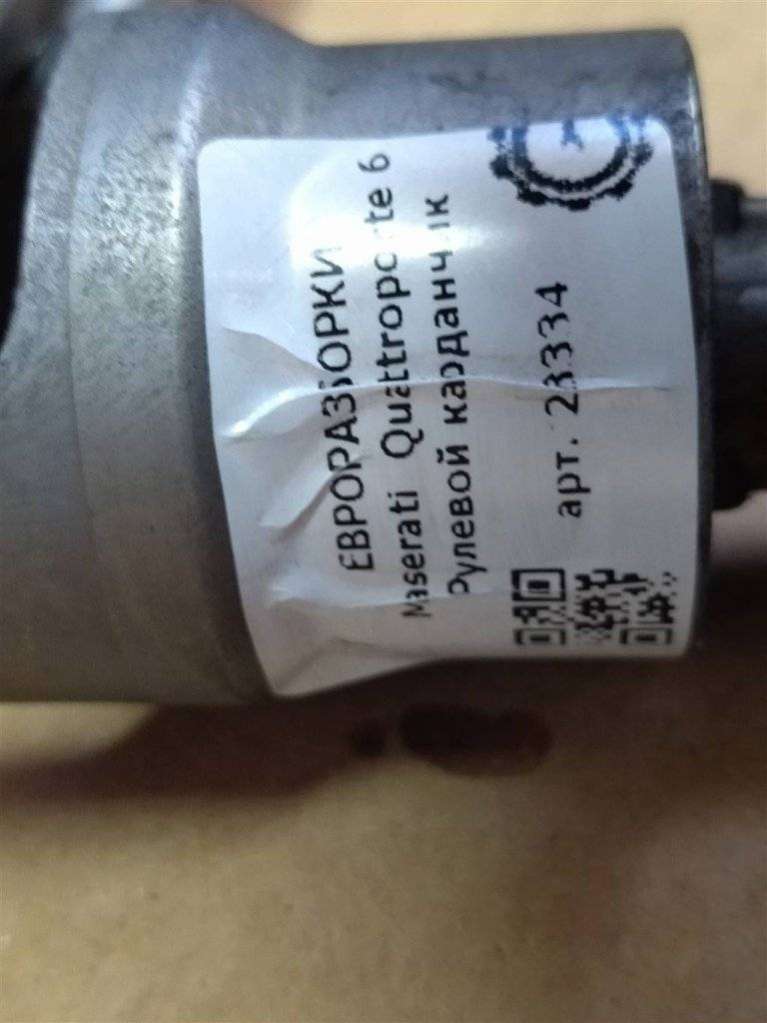 ЕВРОРАЗБОРКИ
Maserati Quattroporte 6
Рулевой карданчик
арт. 23334